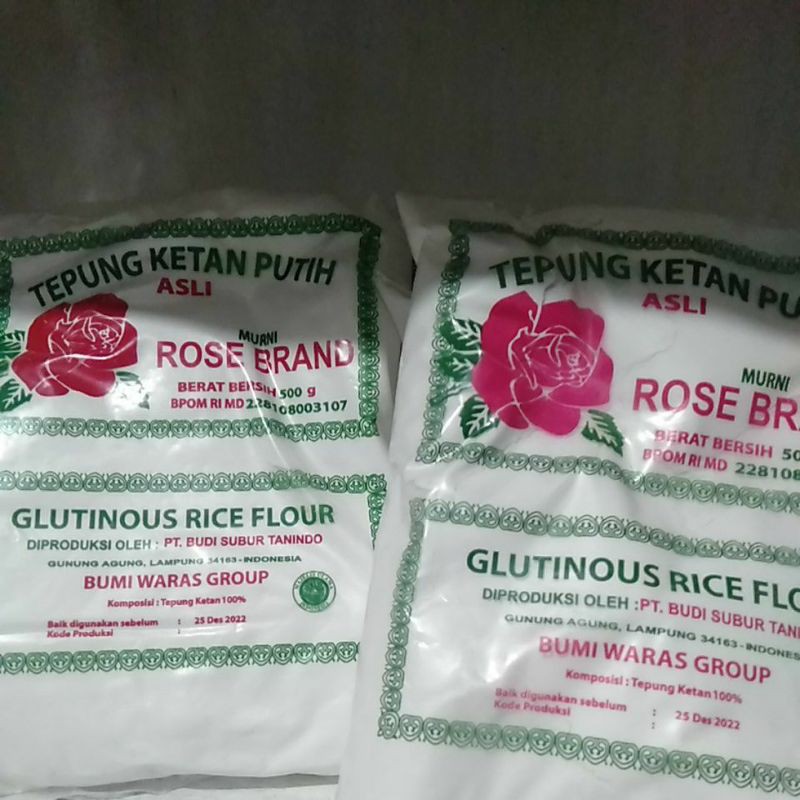 TEPUNG KETAN PUTIH
ASLI
MURNI
ROSE BRAND
BERAT BERSIH 500 g
BPOM RI MD 228108003107
GLUTINOUS RICE FLOUR
DIPRODUKSI OLEH : PT. BUDI SUBUR TANINDO
GUNUNG AGUNG, LAMPUNG 34163 - INDONESIA
BUMI WARAS GROUP
Komposisi : Tepung Ketan 100%
Baik digunakan sebelum : 25 Des 2022
Kode Produksi :
TEPUNG KETAN PU
ASLI
MURNI
ROSE BRA
BERAT BERSIH 50
BPOM RI MD 228108
GLUTINOUS RICE FLO
DIPRODUKSI OLEH : PT. BUDI SUBUR TANI
GUNUNG AGUNG, LAMPUNG 34163 - INDONES
BUMI WARAS GROUP
Komposisi : Tepung Ketan 100%
Baik digunakan sebelum : 25 Des 2022
Kode Produksi :